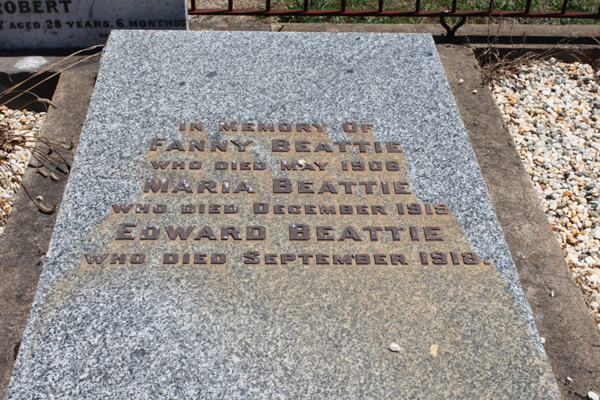 ROBERT
AGED 28 YEARS, 6 MONTHS
IN MEMORY OF
FANNY BEATTIE
WHO DIED MAY 1908
MARIA BEATTIE
WHO DIED DECEMBER 1915
EDWARD BEATTIE
WHO DIED SEPTEMBER 1918.